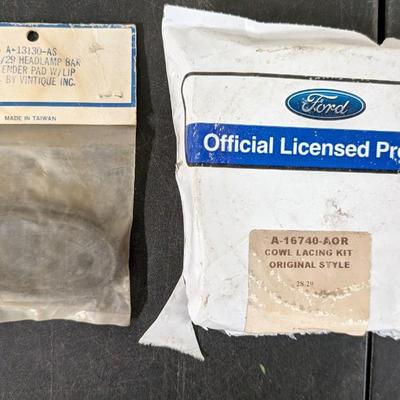 A-13130-AS
/29 HEADLAMP BAR
ENDER PAD W/LIP
BY VINTIQUE INC.
MADE IN TAIWAN
Ford
Official Licensed Pro
A-16740-AOR
COWL LACING KIT
ORIGINAL STYLE
28.29